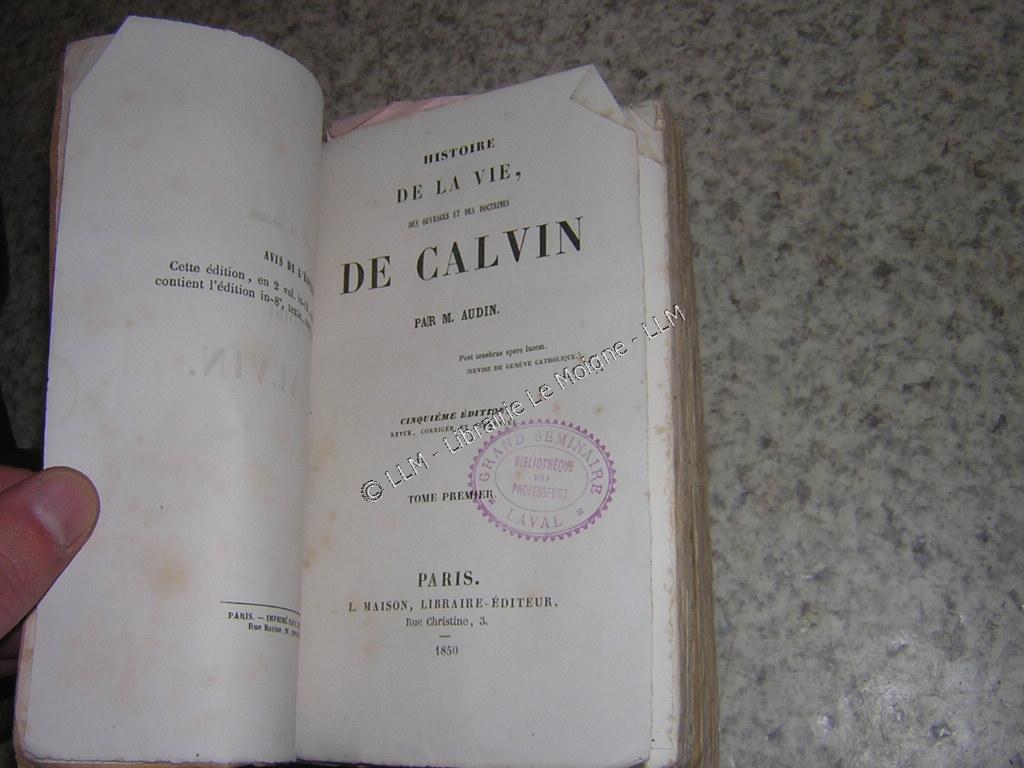 AVIS DE L'
Cette édition, en 2 vol.
contient l'édition in-8°, texte,
PARIS. — IMPRIMÉ PAR
Rue Racine,
HISTOIRE
DE LA VIE,
DES OUVRAGES ET DES DOCTRINES
DE CALVIN
PAR M. AUDIN.
Post tenebras spero lucem.
(DEVISE DE GENÈVE CATHOLIQUE.)
CINQUIÈME ÉDITION
REVUE, CORRIGÉE
TOME PREMIER.
GRAND SEMINAIRE
BIBLIOTHÈQUE
DES
PROFESSEURS
LAVAL
PARIS.
L. MAISON, LIBRAIRE-ÉDITEUR,
Rue Christine, 3.
1850
© LLM - Librairie Le Moigne - LLM